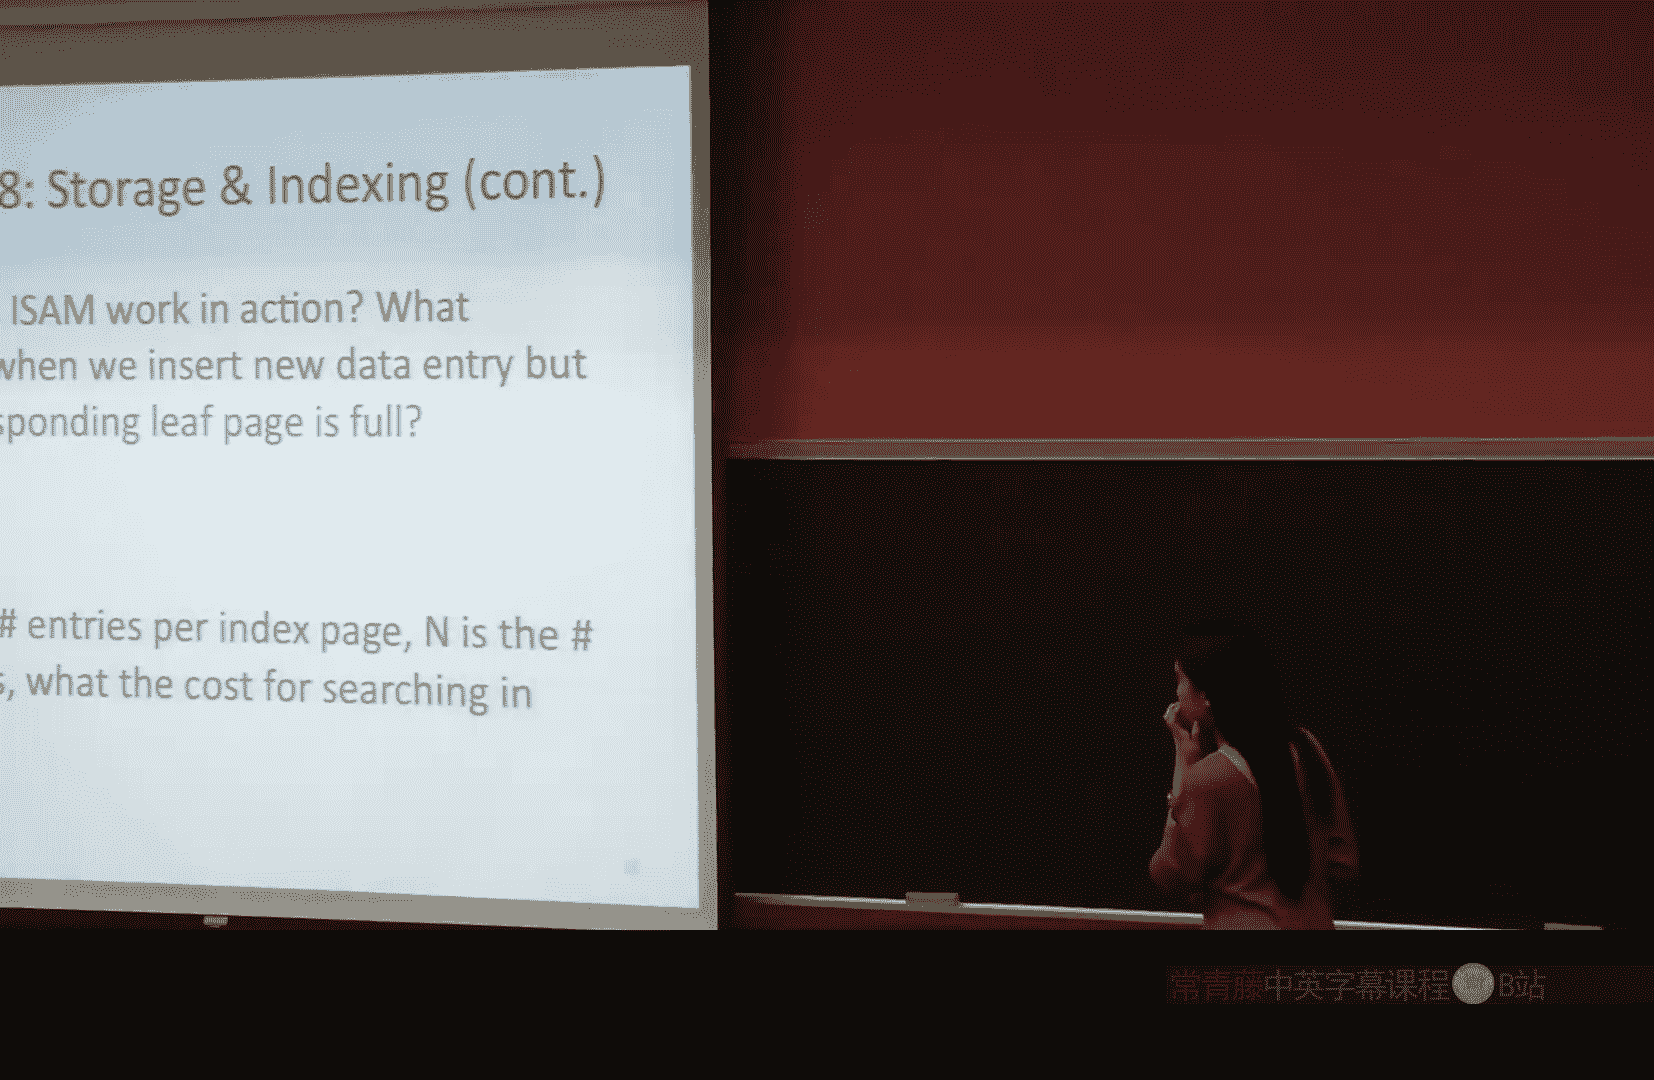 8: Storage & Indexing (cont.)
ISAM work in action? What
when we insert new data entry but
sponding leaf page is full?
# entries per index page, N is the #
s, what the cost for searching in
常青藤中英字幕课程 B站